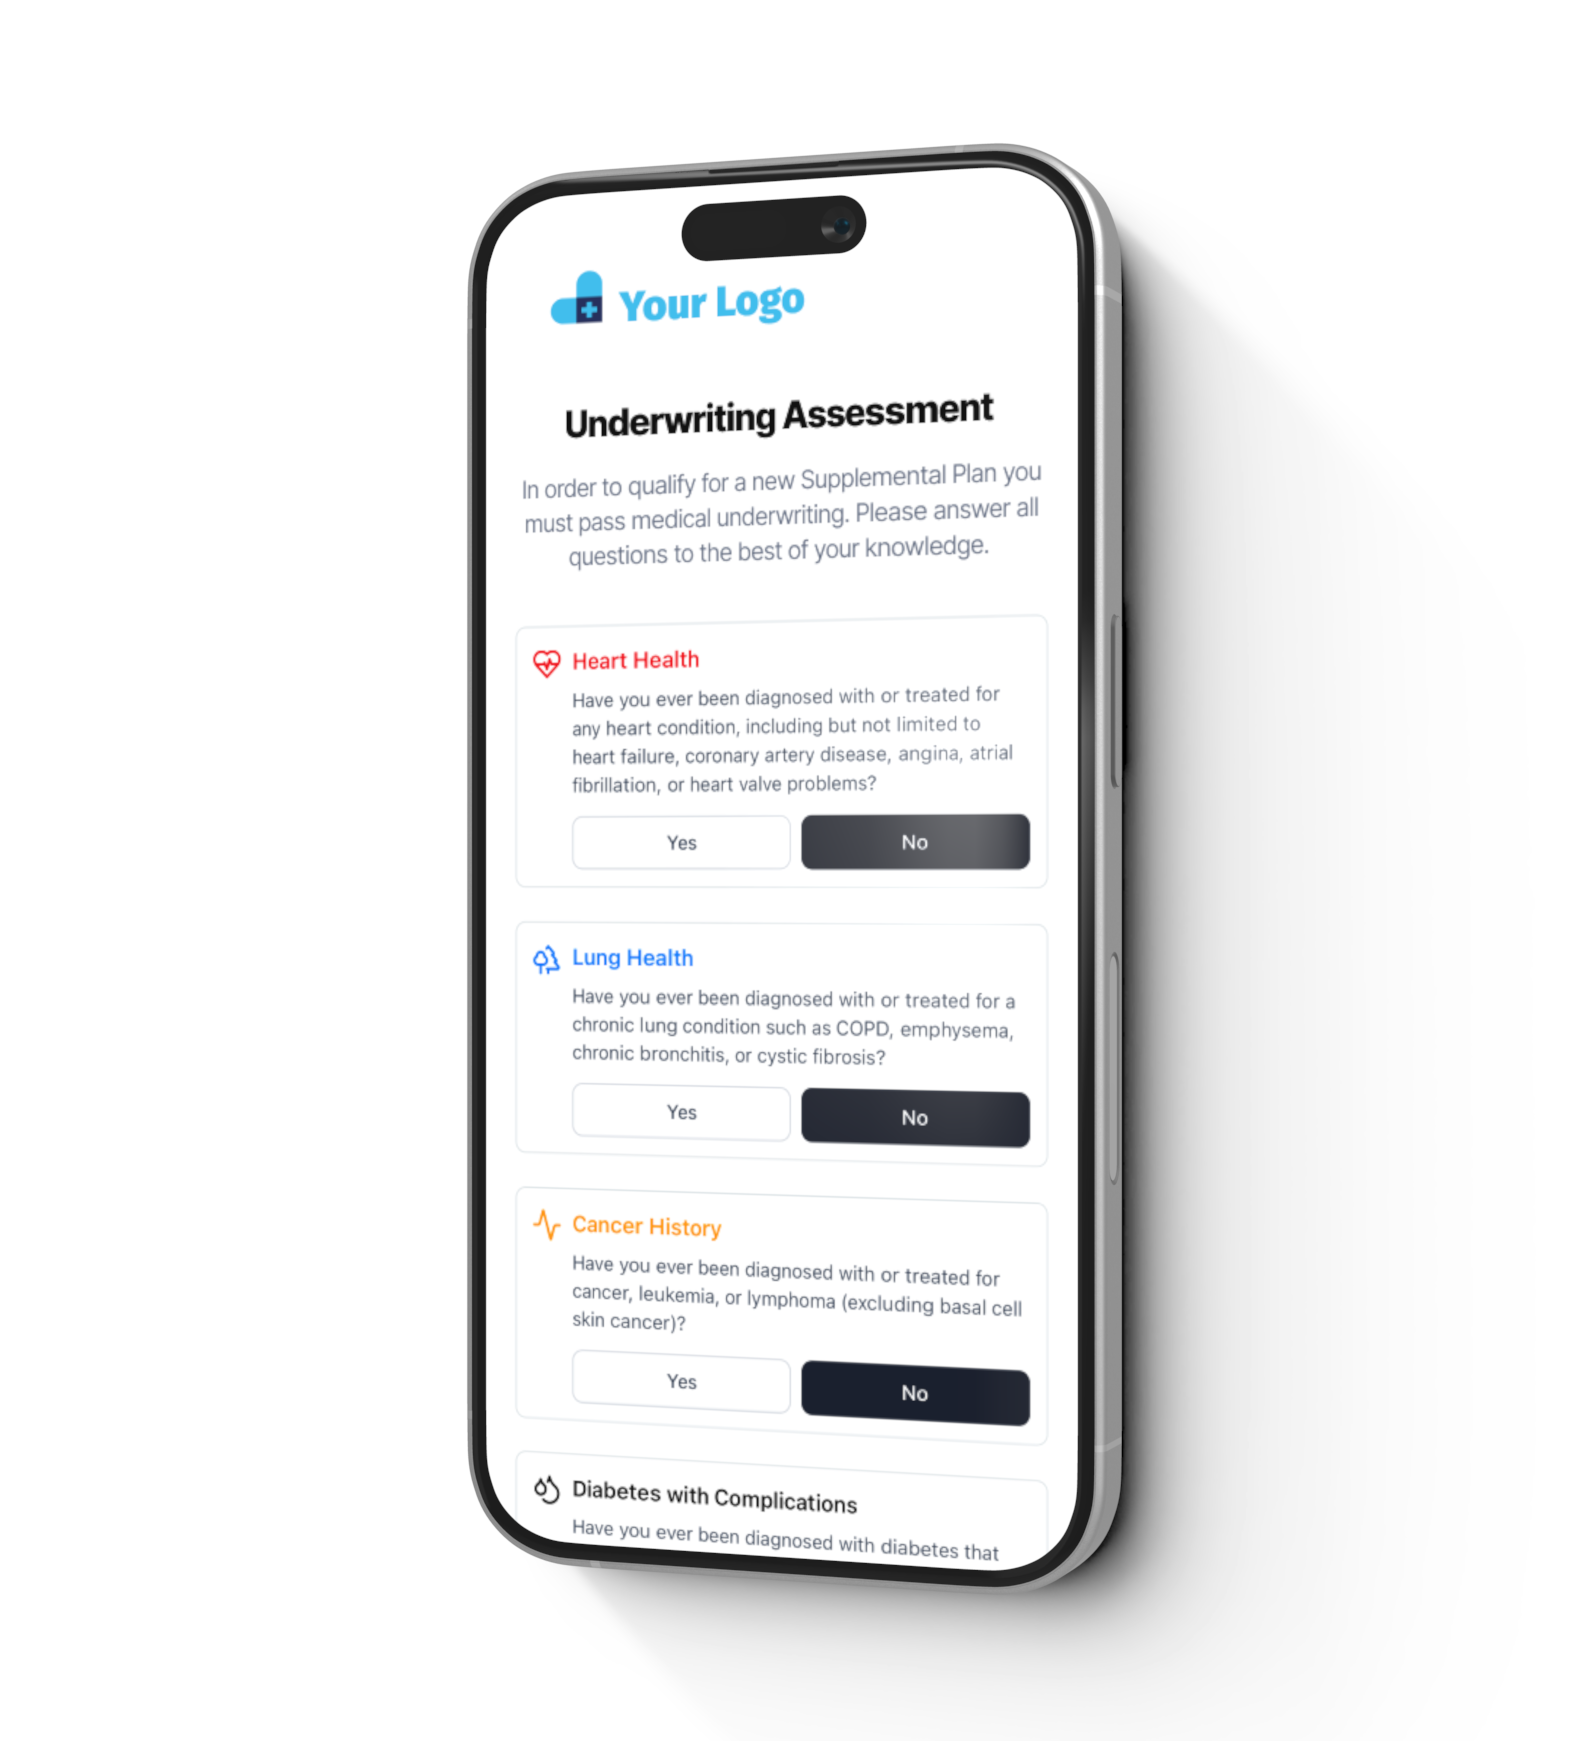 Your Logo
Underwriting Assessment
In order to qualify for a new Supplemental Plan you
must pass medical underwriting. Please answer all
questions to the best of your knowledge.
Heart Health
Have you ever been diagnosed with or treated for
any heart condition, including but not limited to
heart failure, coronary artery disease, angina, atrial
fibrillation, or heart valve problems?
Yes No
Lung Health
Have you ever been diagnosed with or treated for a
chronic lung condition such as COPD, emphysema,
chronic bronchitis, or cystic fibrosis?
Yes No
Cancer History
Have you ever been diagnosed with or treated for
cancer, leukemia, or lymphoma (excluding basal cell
skin cancer)?
Yes No
Diabetes with Complications
Have you ever been diagnosed with diabetes that